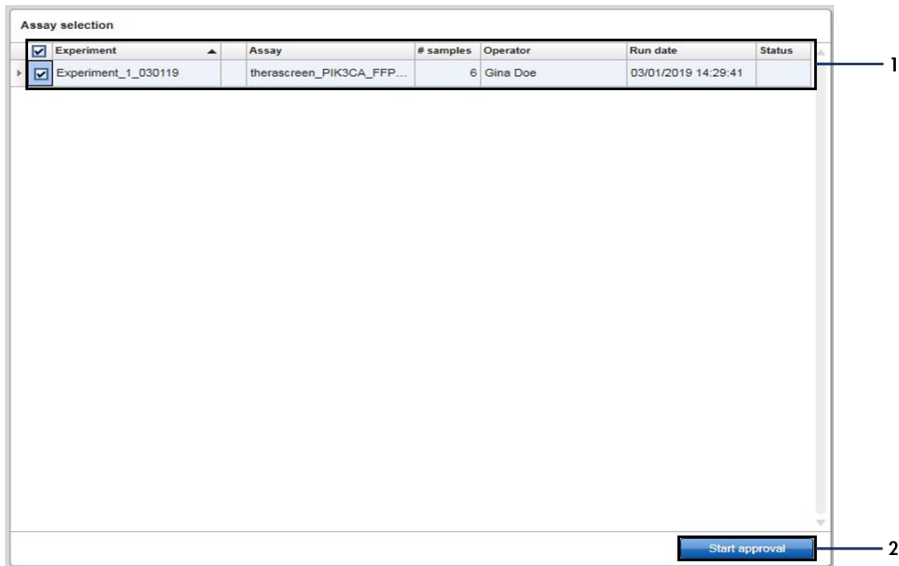 Assay selection
Experiment Assay # samples Operator Run date Status
Experiment_1_030119 therascreen_PIK3CA_FFP... 6 Gina Doe 03/01/2019 14:29:41
1
Start approval
2